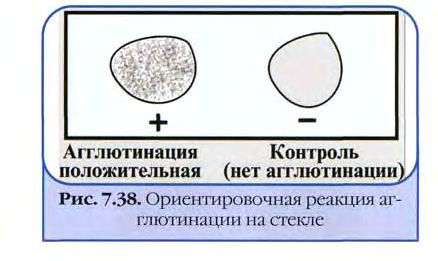 + −
Агглютинация Контроль
положительная (нет агглютинации)
Рис. 7.38. Ориентировочная реакция аг-
глютинации на стекле